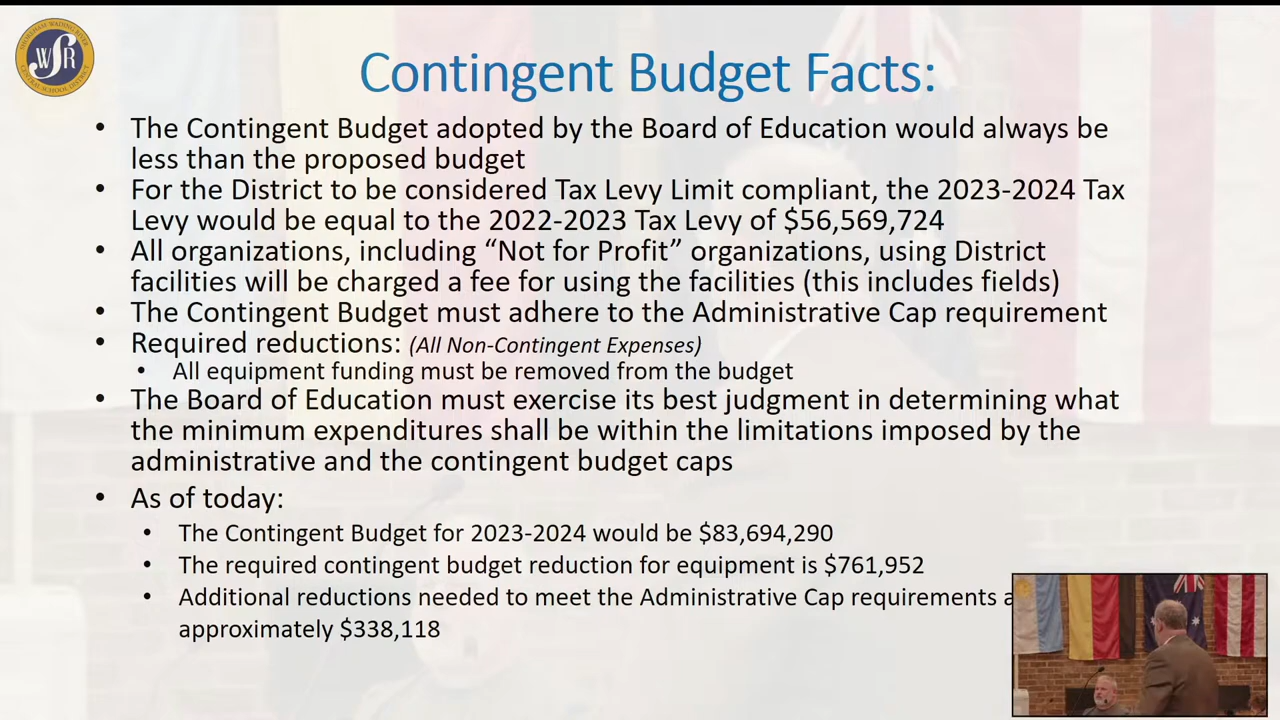 SHOREHAM-WADING RIVER
WSR
CENTRAL SCHOOL DISTRICT
Contingent Budget Facts:
• The Contingent Budget adopted by the Board of Education would always be
less than the proposed budget
• For the District to be considered Tax Levy Limit compliant, the 2023-2024 Tax
Levy would be equal to the 2022-2023 Tax Levy of $56,569,724
• All organizations, including “Not for Profit” organizations, using District
facilities will be charged a fee for using the facilities (this includes fields)
• The Contingent Budget must adhere to the Administrative Cap requirement
• Required reductions: (All Non-Contingent Expenses)
• All equipment funding must be removed from the budget
• The Board of Education must exercise its best judgment in determining what
the minimum expenditures shall be within the limitations imposed by the
administrative and the contingent budget caps
• As of today:
• The Contingent Budget for 2023-2024 would be $83,694,290
• The required contingent budget reduction for equipment is $761,952
• Additional reductions needed to meet the Administrative Cap requirements
approximately $338,118